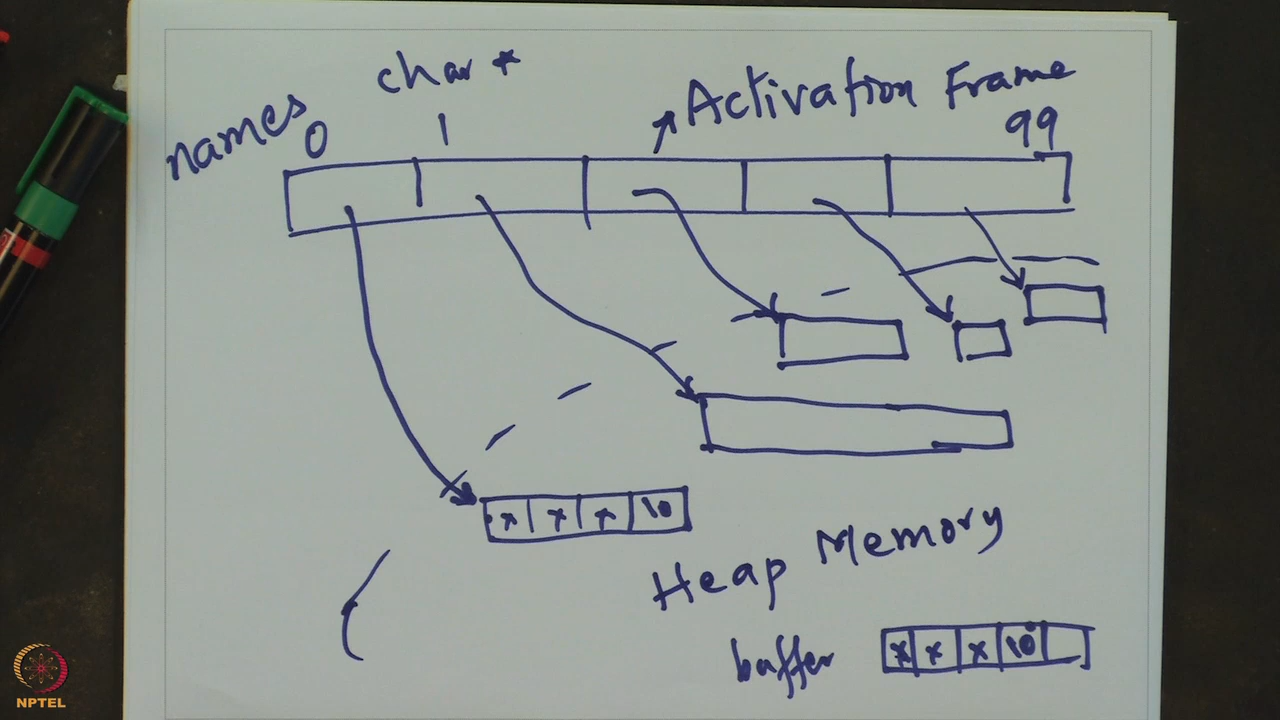 char *
Activation Frame
names 0 1 99
x x x \0
Heap Memory
buffer x x x \0
NPTEL